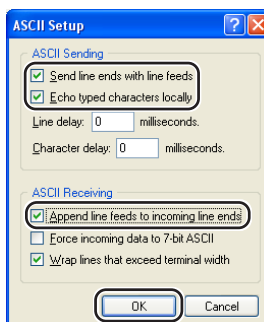 ASCII Setup
ASCII Sending
Send line ends with line feeds
Echo typed characters locally
Line delay: 0 milliseconds.
Character delay: 0 milliseconds.
ASCII Receiving
Append line feeds to incoming line ends
Force incoming data to 7-bit ASCII
Wrap lines that exceed terminal width
OK Cancel